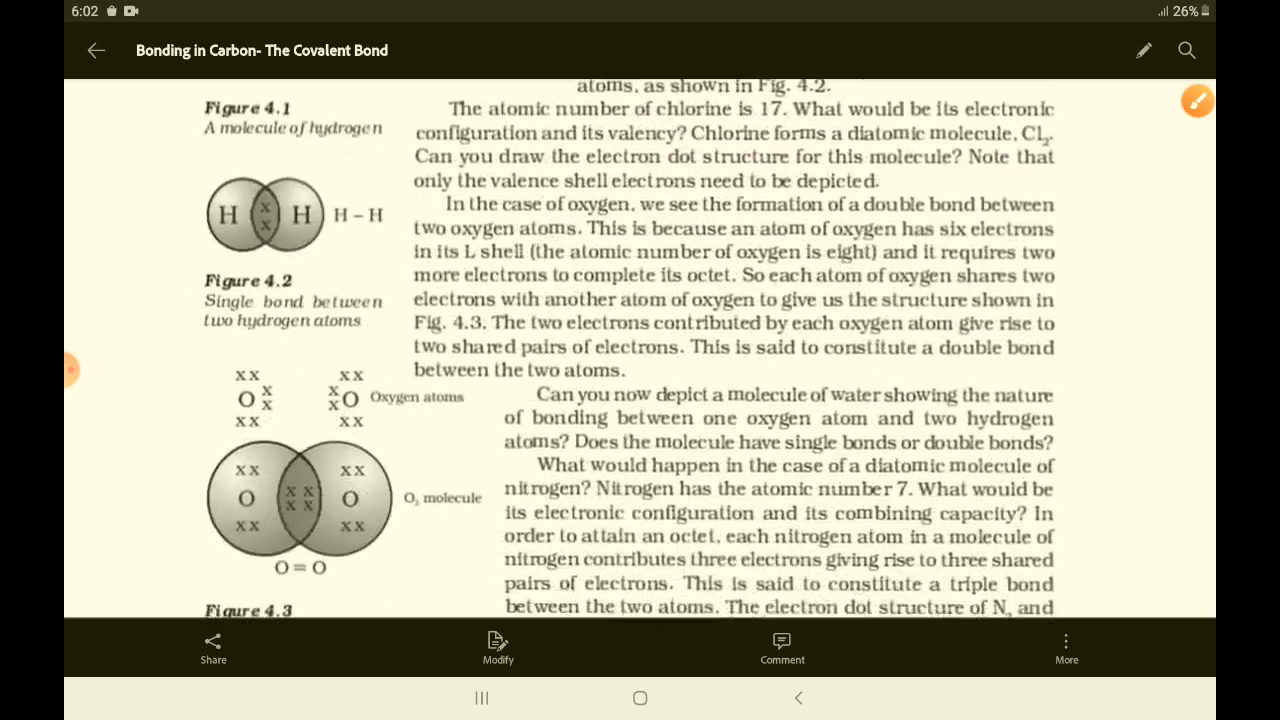 6:02
26%
Bonding in Carbon- The Covalent Bond
atoms, as shown in Fig. 4.2.
Figure 4.1
A molecule of hydrogen
The atomic number of chlorine is 17. What would be its electronic
configuration and its valency? Chlorine forms a diatomic molecule, Cl₂.
Can you draw the electron dot structure for this molecule? Note that
only the valence shell electrons need to be depicted.
H x x H H – H
Figure 4.2
Single bond between
two hydrogen atoms
In the case of oxygen, we see the formation of a double bond between
two oxygen atoms. This is because an atom of oxygen has six electrons
in its L shell (the atomic number of oxygen is eight) and it requires two
more electrons to complete its octet. So each atom of oxygen shares two
electrons with another atom of oxygen to give us the structure shown in
Fig. 4.3. The two electrons contributed by each oxygen atom give rise to
two shared pairs of electrons. This is said to constitute a double bond
between the two atoms.
xx xx
O x x x x O Oxygen atoms
xx xx
xx xx
O x x x x O O₂ molecule
xx xx
O = O
Figure 4.3
Can you now depict a molecule of water showing the nature
of bonding between one oxygen atom and two hydrogen
atoms? Does the molecule have single bonds or double bonds?
What would happen in the case of a diatomic molecule of
nitrogen? Nitrogen has the atomic number 7. What would be
its electronic configuration and its combining capacity? In
order to attain an octet, each nitrogen atom in a molecule of
nitrogen contributes three electrons giving rise to three shared
pairs of electrons. This is said to constitute a triple bond
between the two atoms. The electron dot structure of N₂ and
Share
Modify
Comment
More